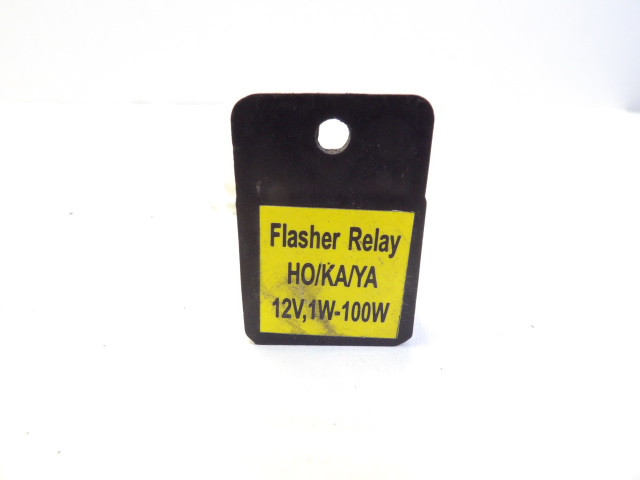 Flasher Relay
HO/KA/YA
12V,1W-100W